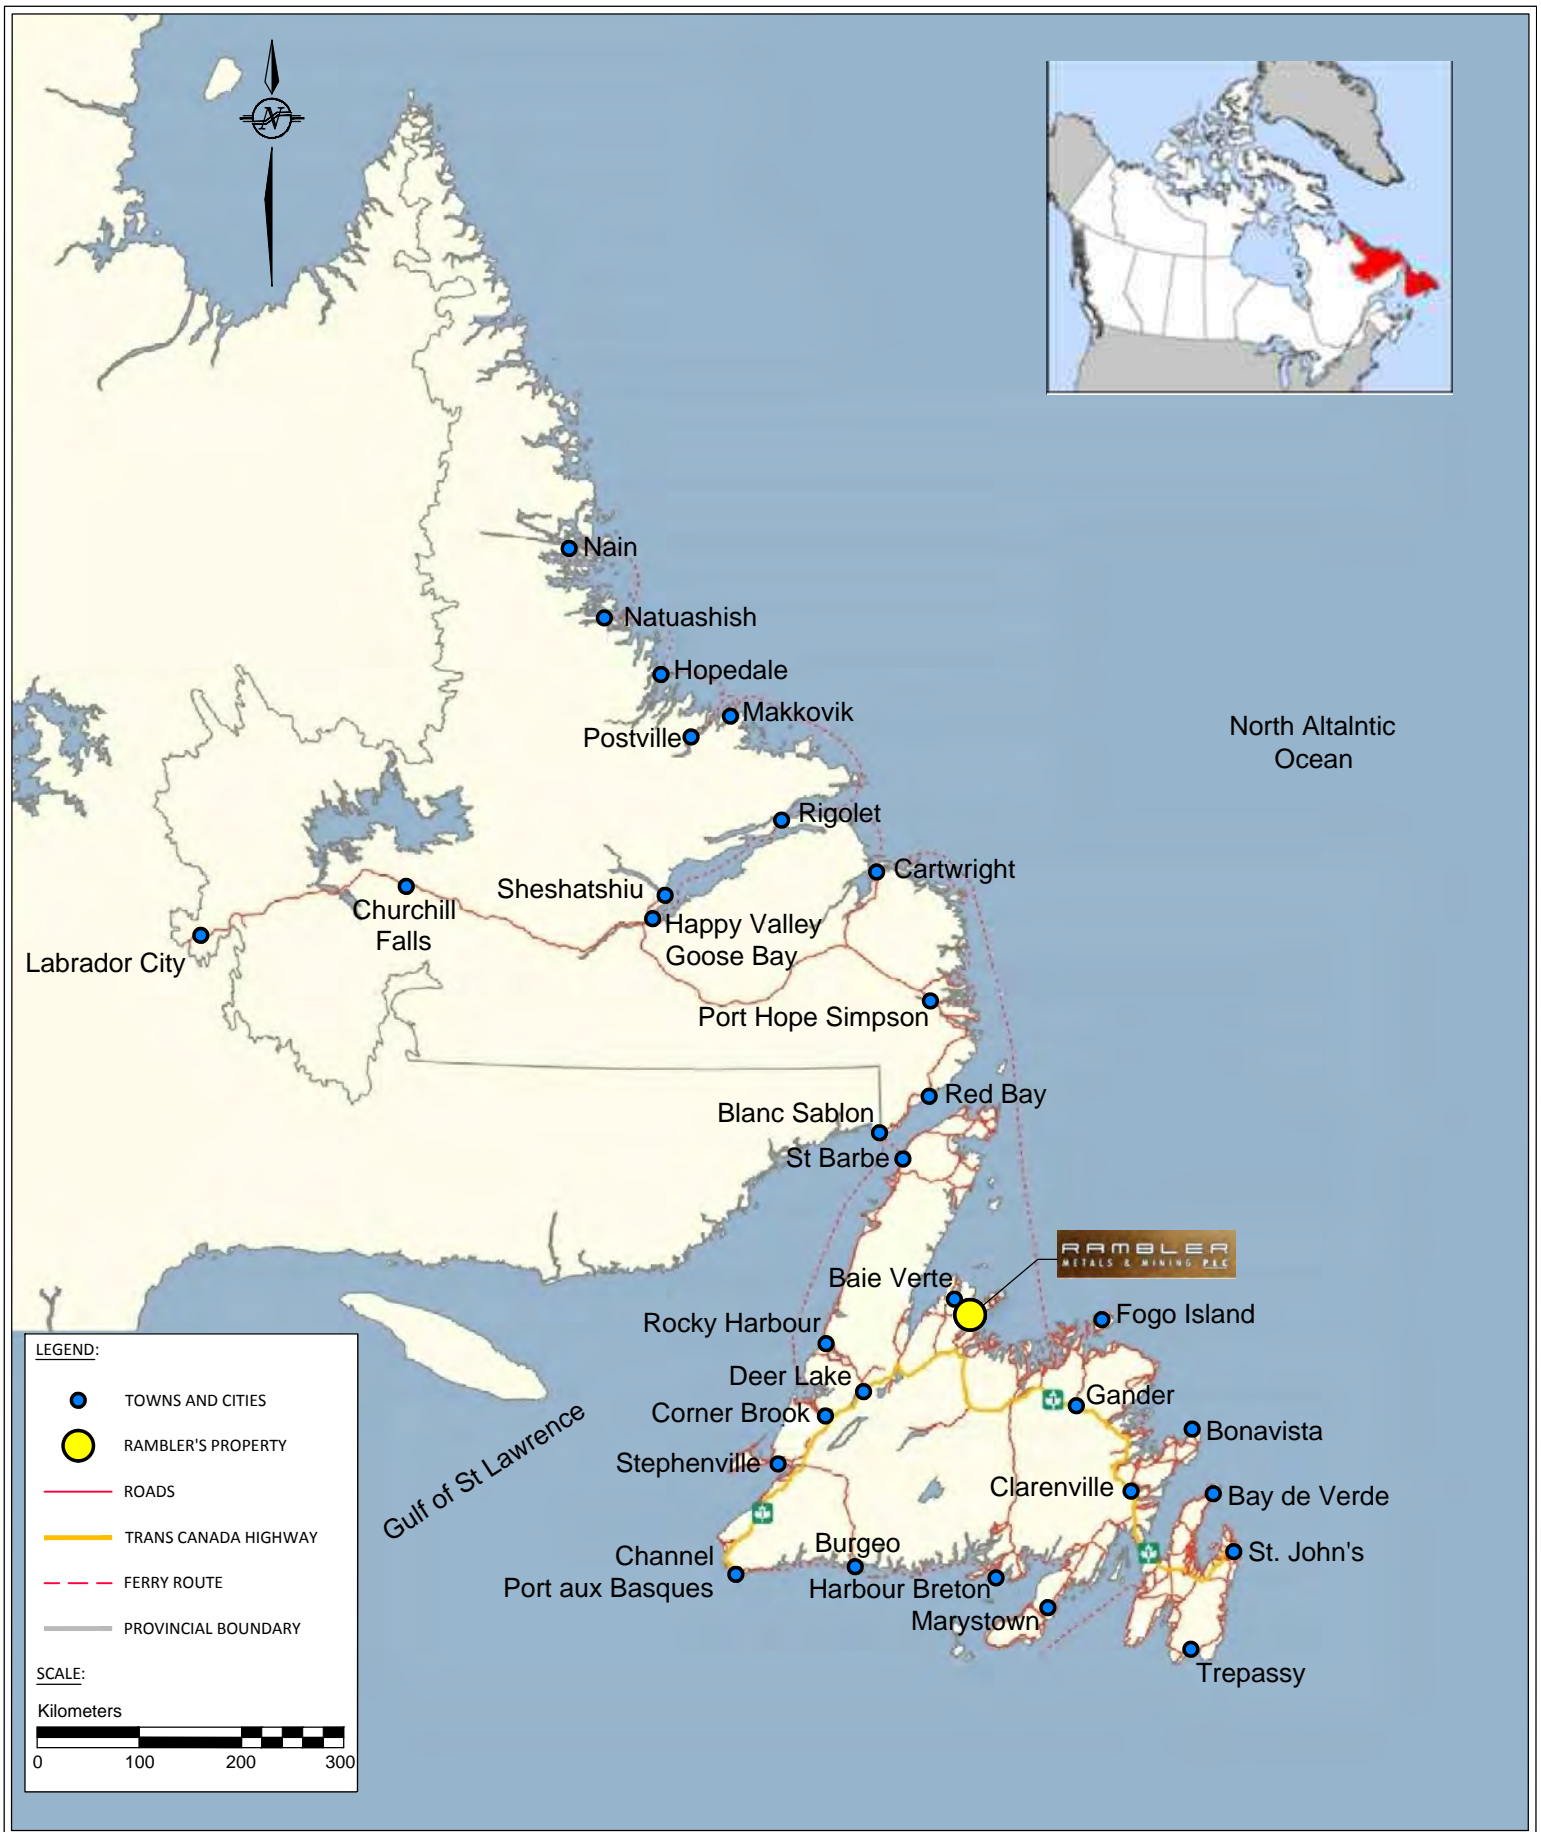 N
Nain
Natuashish
Hopedale
Makkovik
Postville
North Altalntic
Ocean
Rigolet
Cartwright
Sheshatshiu
Churchill
Falls
Happy Valley
Goose Bay
Labrador City
Port Hope Simpson
Red Bay
Blanc Sablon
St Barbe
RAMBLER
METALS & MINING PLC
Baie Verte
Fogo Island
Rocky Harbour
Deer Lake
Gander
Corner Brook
Bonavista
Stephenville
Gulf of St Lawrence
Clarenville
Bay de Verde
Burgeo
St. John's
Channel
Port aux Basques
Harbour Breton
Marystown
Trepassy
1
1
1
LEGEND:
TOWNS AND CITIES
RAMBLER'S PROPERTY
ROADS
TRANS CANADA HIGHWAY
FERRY ROUTE
PROVINCIAL BOUNDARY
SCALE:
Kilometers
0 100 200 300